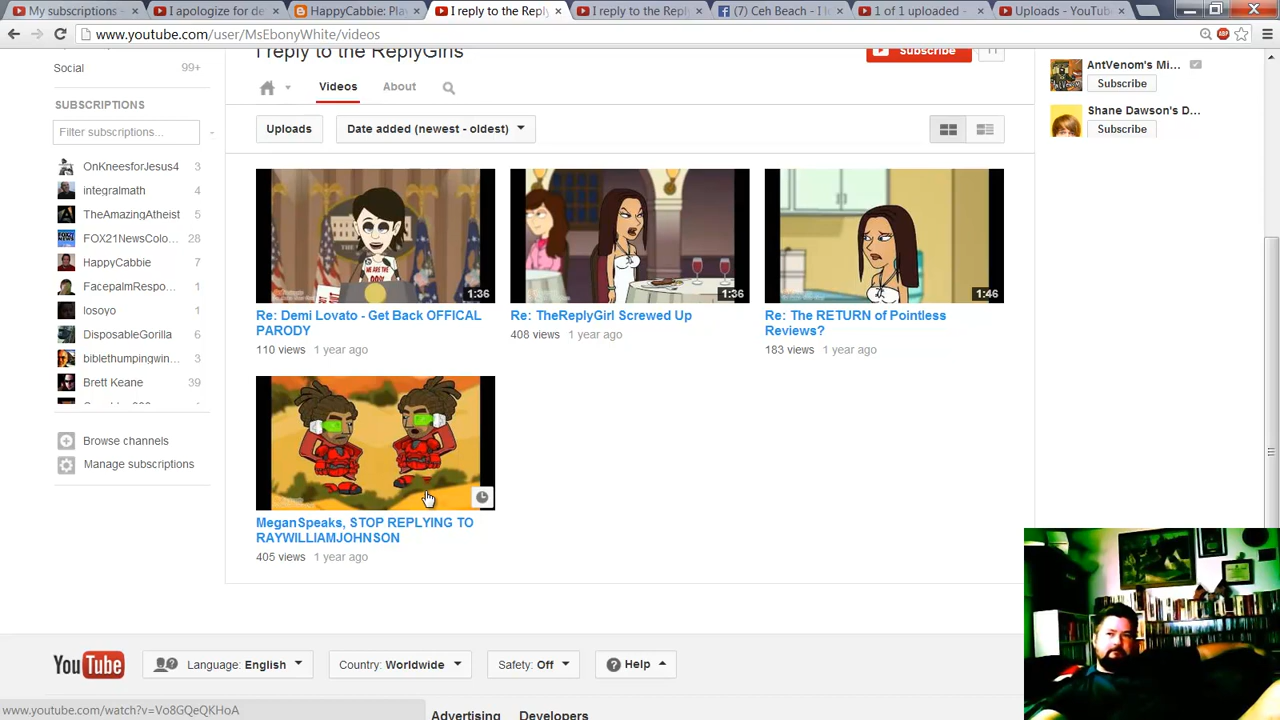 My subscriptions -
I apologize for de
HappyCabbie: Play
I reply to the Reply
I reply to the Reply
(7) Ceh Beach - I le
1 of 1 uploaded -
Uploads - YouTube
www.youtube.com/user/MsEbonyWhite/videos
I reply to the ReplyGirls
Subscribe
Social 99+
Videos About
SUBSCRIPTIONS
Filter subscriptions...
Uploads Date added (newest - oldest)
AntVenom's Mi...
Subscribe
Shane Dawson's D...
Subscribe
OnKneesforJesus4 3
integralmath 4
TheAmazingAtheist 5
FOX21NewsColo... 28
HappyCabbie 7
FacepalmRespo... 1
losoyo 1
DisposableGorilla 6
biblethumpingwin... 3
Brett Keane 39
Browse channels
Manage subscriptions
1:36
Re: Demi Lovato - Get Back OFFICAL
PARODY
110 views 1 year ago
1:36
Re: TheReplyGirl Screwed Up
408 views 1 year ago
1:46
Re: The RETURN of Pointless
Reviews?
183 views 1 year ago
MeganSpeaks, STOP REPLYING TO
RAYWILLIAMJOHNSON
405 views 1 year ago
YouTube
Language: English
Country: Worldwide
Safety: Off
Help
www.youtube.com/watch?v=Vo8GQeQKHoA
Advertising Developers